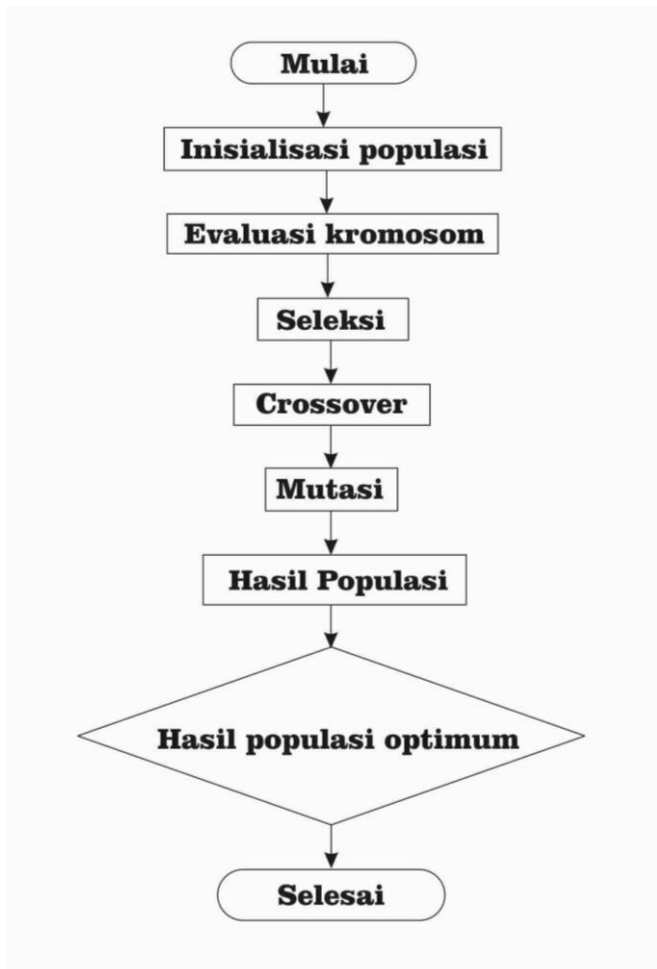 Mulai
Inisialisasi populasi
Evaluasi kromosom
Seleksi
Crossover
Mutasi
Hasil Populasi
Hasil populasi optimum
Selesai